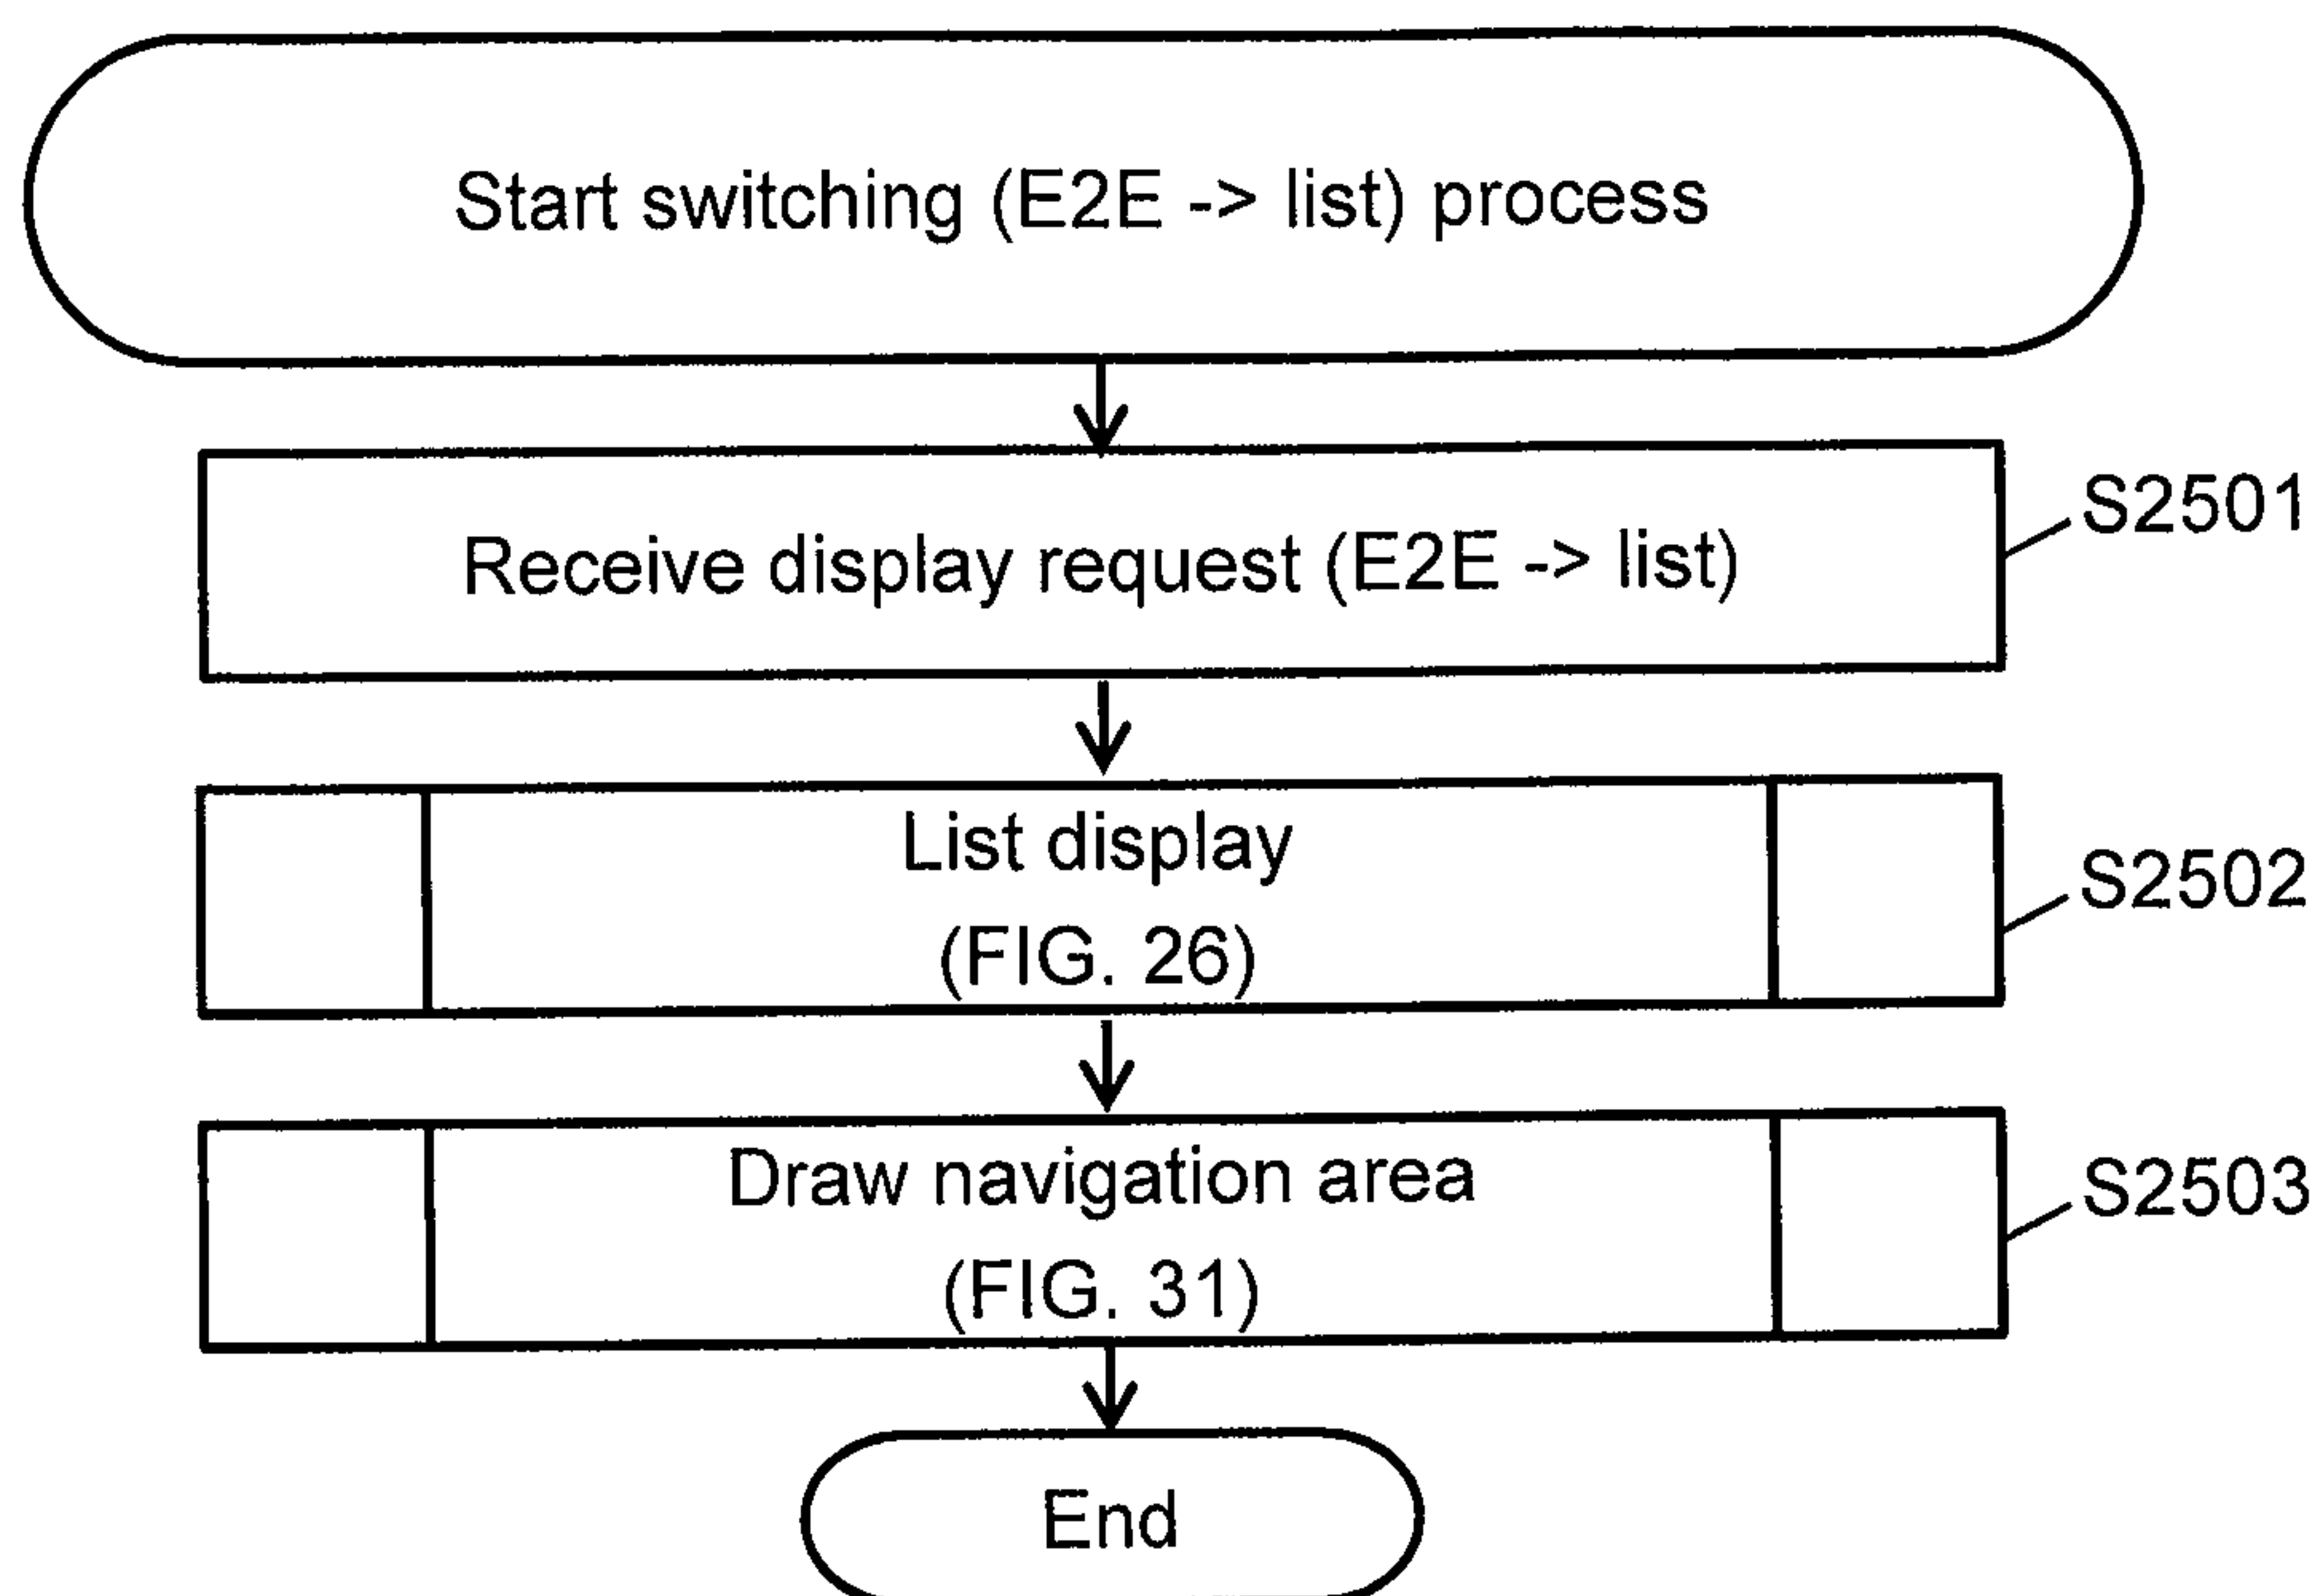 Start switching (E2E -> list) process
Receive display request (E2E -> list)
S2501
List display
(FIG. 26)
S2502
Draw navigation area
(FIG. 31)
S2503
End